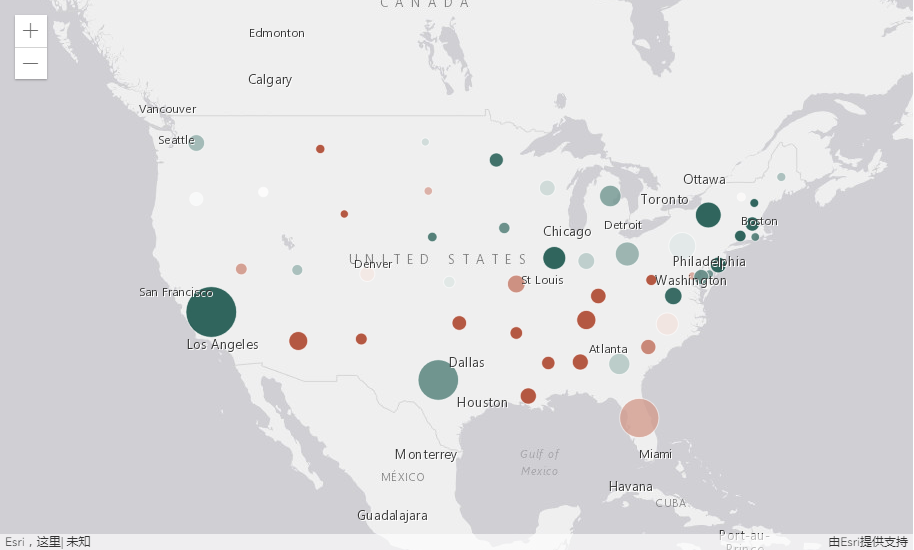 CANADA
Edmonton
Calgary
Vancouver
Seattle
Ottawa
Toronto
Boston
Detroit
Chicago
UNITED STATES
Denver
Philadelphia
St Louis
Washington
San Francisco
Los Angeles
Atlanta
Dallas
Houston
Monterrey
Gulf of
Mexico
Miami
MÉXICO
Havana
CUBA
Guadalajara
Port-au-
Prince
Esri，这里| 未知
由Esri提供支持